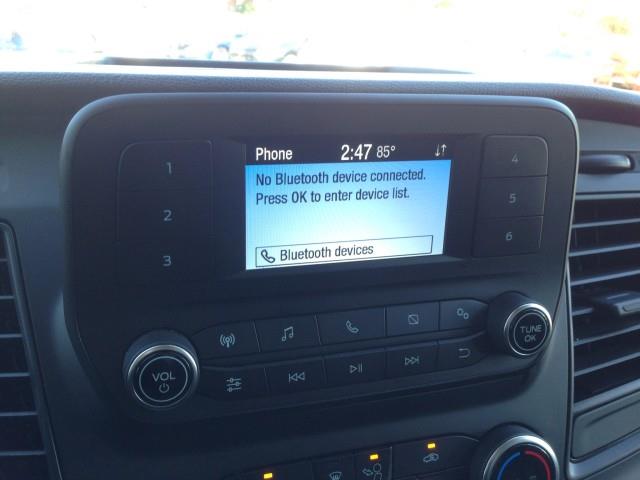 Phone 2:47 85°
No Bluetooth device connected.
Press OK to enter device list.
Bluetooth devices
1
2
3
4
5
6
VOL
TUNE
OK